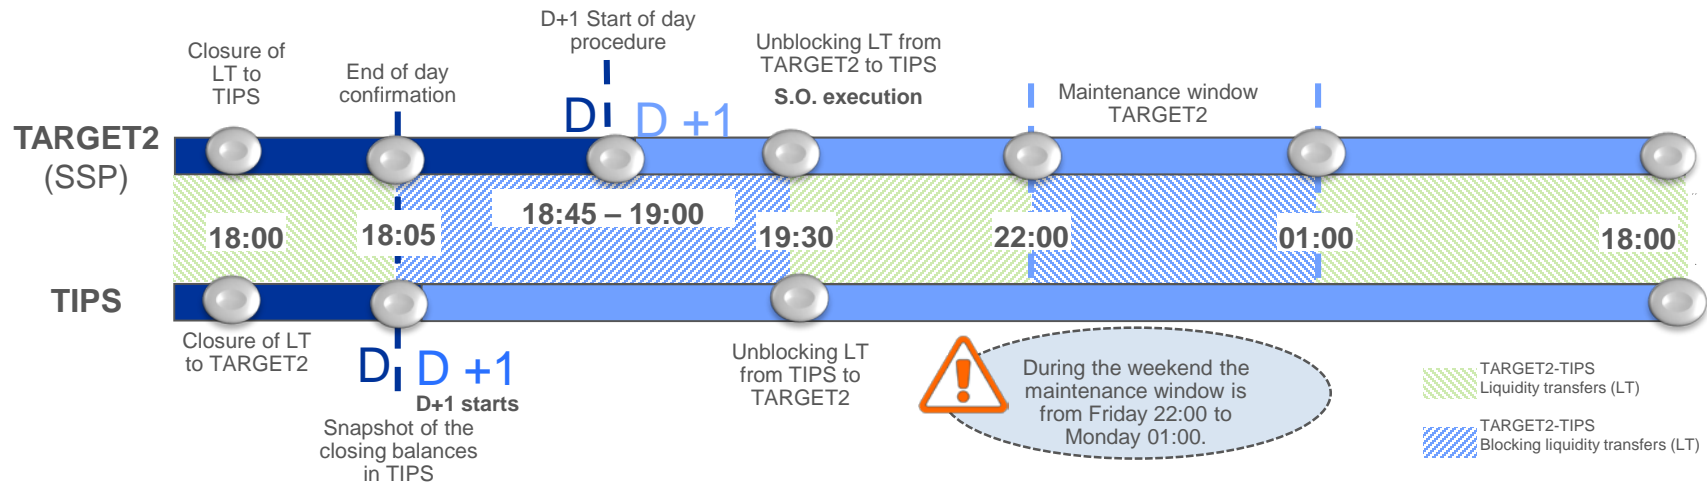 D+1 Start of day
procedure
Closure of
LT to
TIPS
End of day
confirmation
Unblocking LT from
TARGET2 to TIPS
S.O. execution
Maintenance window
TARGET2
D
D +1
TARGET2
(SSP)
18:00
18:05
18:45 – 19:00
19:30
22:00
01:00
18:00
TIPS
Closure of LT
to TARGET2
D
D +1
D+1 starts
Snapshot of the
closing balances
in TIPS
Unblocking LT
from TIPS to
TARGET2
During the weekend the
maintenance window is
from Friday 22:00 to
Monday 01:00.
TARGET2-TIPS
Liquidity transfers (LT)
TARGET2-TIPS
Blocking liquidity transfers (LT)